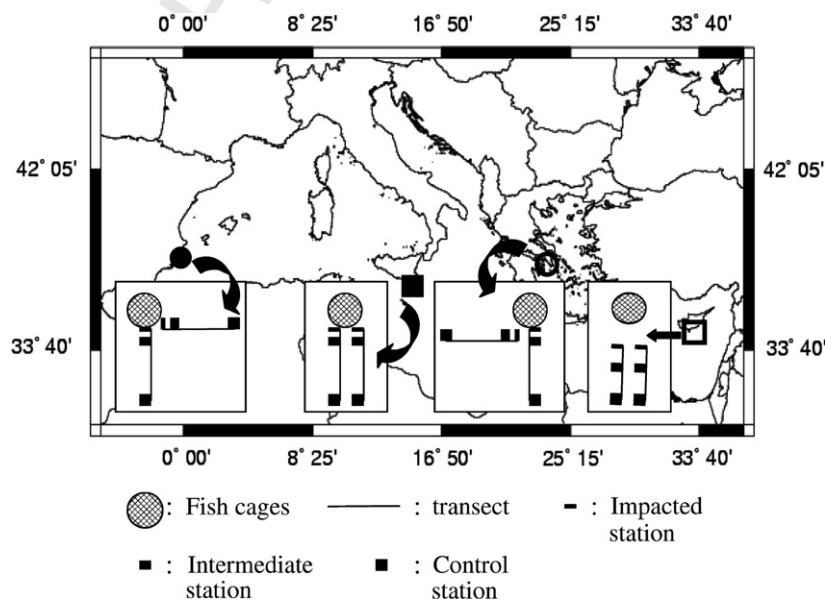 0° 00' 8° 25' 16° 50' 25° 15' 33° 40'
42° 05' 42° 05'
33° 40' 33° 40'
0° 00' 8° 25' 16° 50' 25° 15' 33° 40'
: Fish cages : transect : Impacted
station
: Intermediate : Control
station station